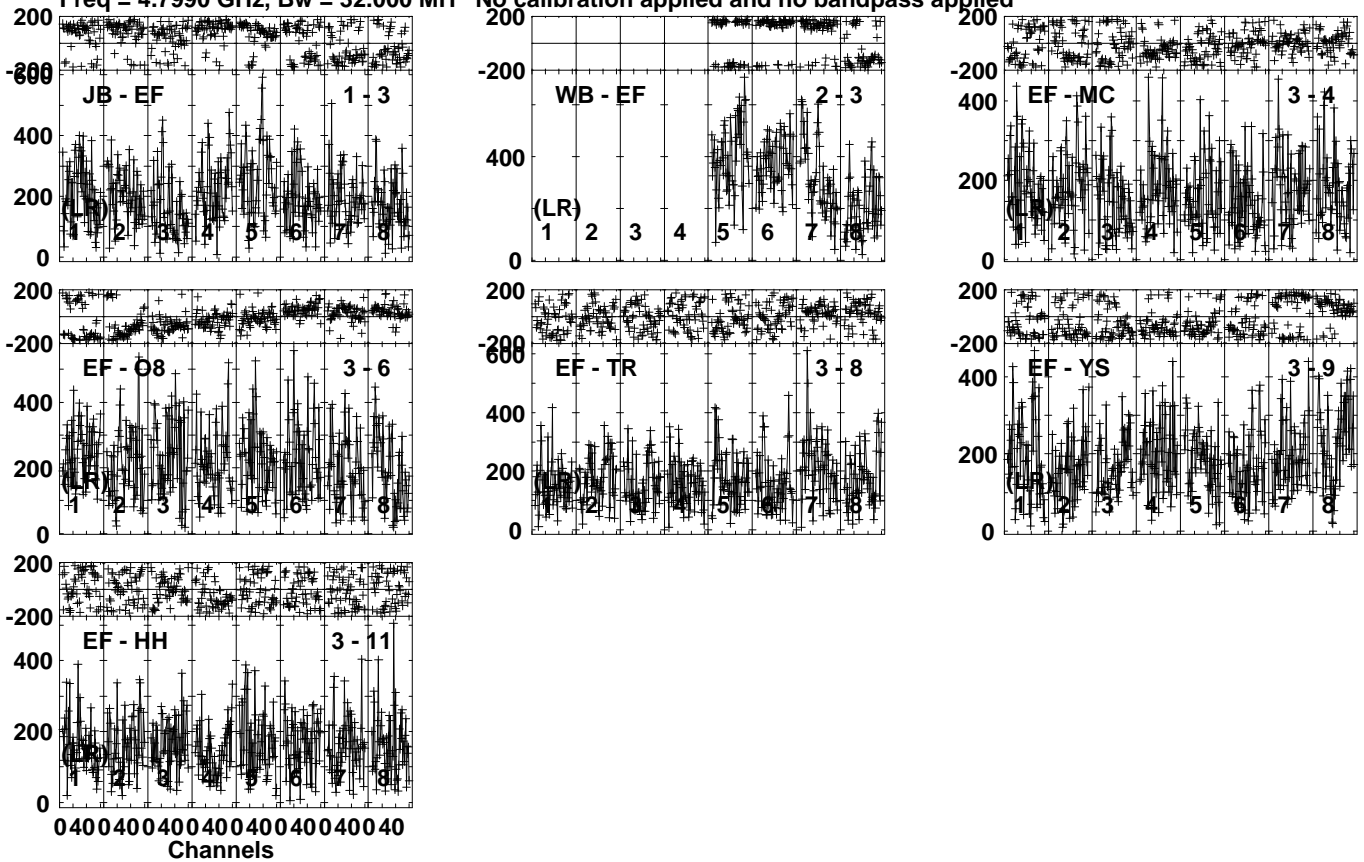 Freq = 4.7990 GHz, Bw = 32.000 MH No calibration applied and no bandpass applied
200
-200
600
400
200
0
JB - EF
1 - 3
(LR)
1 2 3 4 5 6 7 8
200
-200
400
0
WB - EF
2 - 3
(LR)
1 2 3 4 5 6 7 8
200
-200
400
200
0
EF - MC
3 - 4
(LR)
1 2 3 4 5 6 7 8
200
-200
400
200
0
EF - O8
3 - 6
(LR)
1 2 3 4 5 6 7 8
200
-200
600
400
200
0
EF - TR
3 - 8
(LR)
1 2 3 4 5 6 7 8
200
-200
400
200
0
EF - YS
3 - 9
(LR)
1 2 3 4 5 6 7 8
200
-200
400
200
0
EF - HH
3 - 11
(LR)
1 2 3 4 5 6 7 8
0 40 0 40 0 40 0 40 0 40 0 40 0 40 0 40
Channels